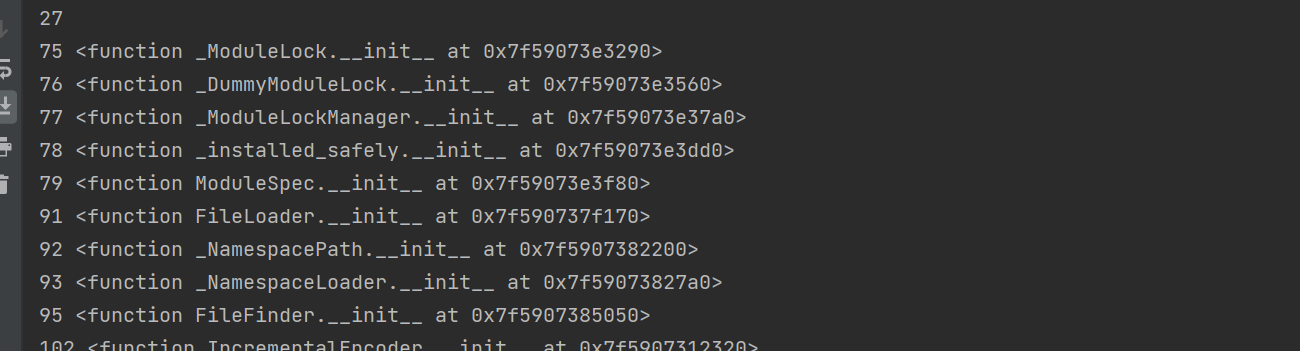 27
75 <function _ModuleLock.__init__ at 0x7f59073e3290>
76 <function _DummyModuleLock.__init__ at 0x7f59073e3560>
77 <function _ModuleLockManager.__init__ at 0x7f59073e37a0>
78 <function _installed_safely.__init__ at 0x7f59073e3dd0>
79 <function ModuleSpec.__init__ at 0x7f59073e3f80>
91 <function FileLoader.__init__ at 0x7f590737f170>
92 <function _NamespacePath.__init__ at 0x7f5907382200>
93 <function _NamespaceLoader.__init__ at 0x7f59073827a0>
95 <function FileFinder.__init__ at 0x7f5907385050>
102 <function IncrementalEncoder.__init__ at 0x7f5907312320>